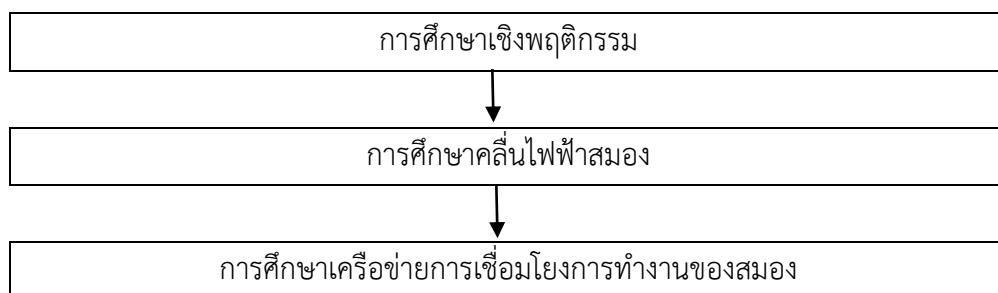 การศึกษาเชิงพฤติกรรม
การศึกษาคลื่นไฟฟ้าสมอง
การศึกษาเครือข่ายการเชื่อมโยงการทำงานของสมอง